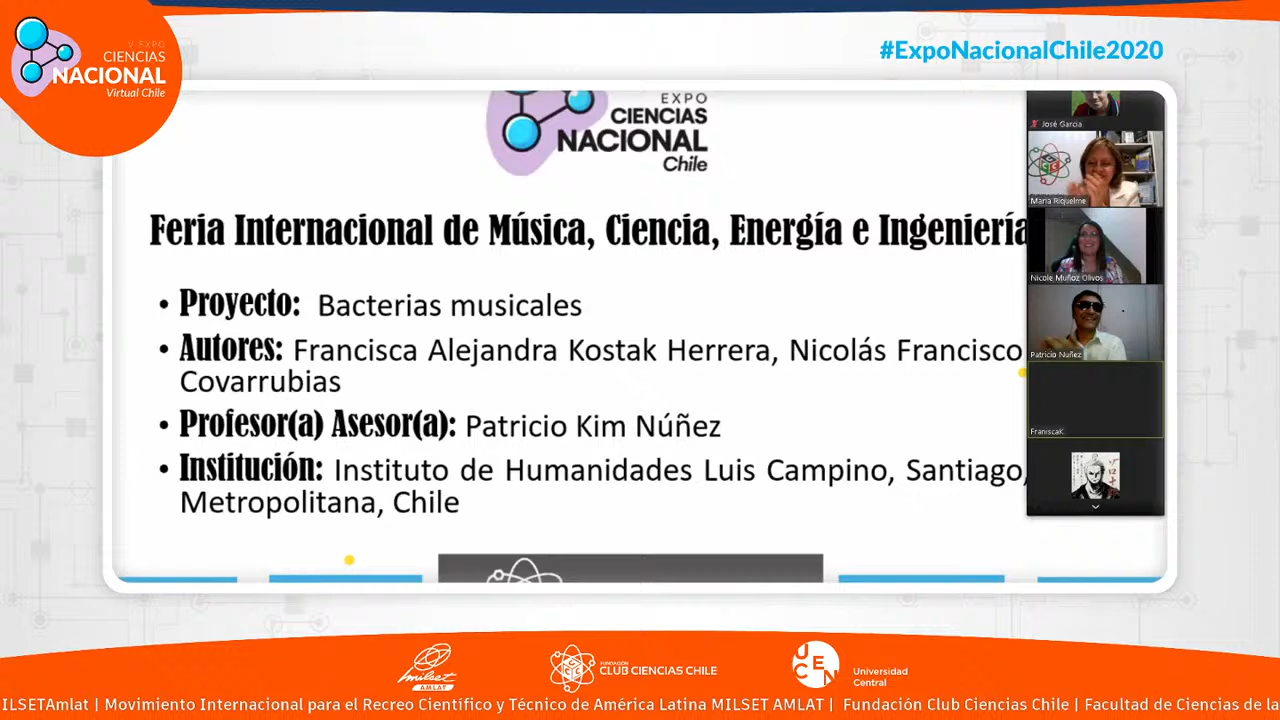 V EXPO
CIENCIAS
NACIONAL
Virtual Chile
#ExpoNacionalChile2020
EXPO
CIENCIAS
NACIONAL
Chile
Feria Internacional de Música, Ciencia, Energía e Ingeniería
• Proyecto: Bacterias musicales
• Autores: Francisca Alejandra Kostak Herrera, Nicolás Francisco
Covarrubias
• Profesor(a) Asesor(a): Patricio Kim Núñez
• Institución: Instituto de Humanidades Luis Campino, Santiago,
Metropolitana, Chile
José Garcia
Maria Riquelme
Nicole Muñoz Olivos
Patricio Nuñez
FraniscaK
milset
AMLAT
FUNDACIÓN
CLUB CIENCIAS CHILE
UCEN
Universidad
Central
ILSETAmlat | Movimiento Internacional para el Recreo Científico y Técnico de América Latina MILSET AMLAT | Fundación Club Ciencias Chile | Facultad de Ciencias de la